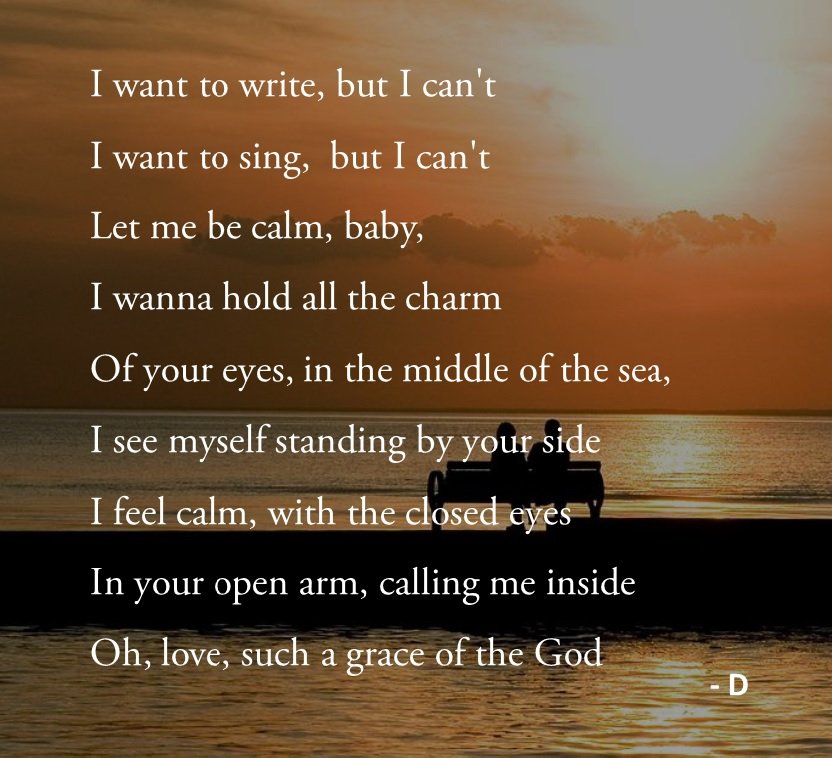 I want to write, but I can't
I want to sing,  but I can't
Let me be calm, baby,
I wanna hold all the charm
Of your eyes, in the middle of the sea,
I see myself standing by your side
I feel calm, with the closed eyes
In your open arm, calling me inside
Oh, love, such a grace of the God
- D